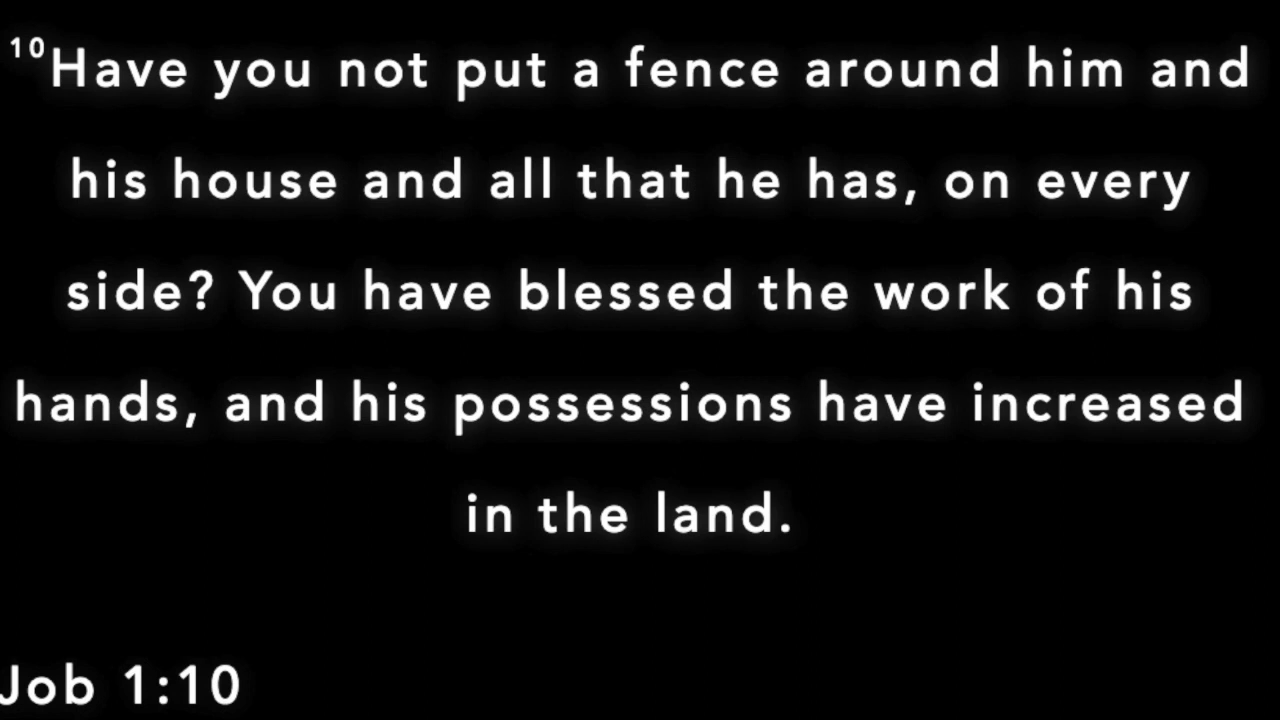 10Have you not put a fence around him and
his house and all that he has, on every
side? You have blessed the work of his
hands, and his possessions have increased
in the land.
Job 1:10